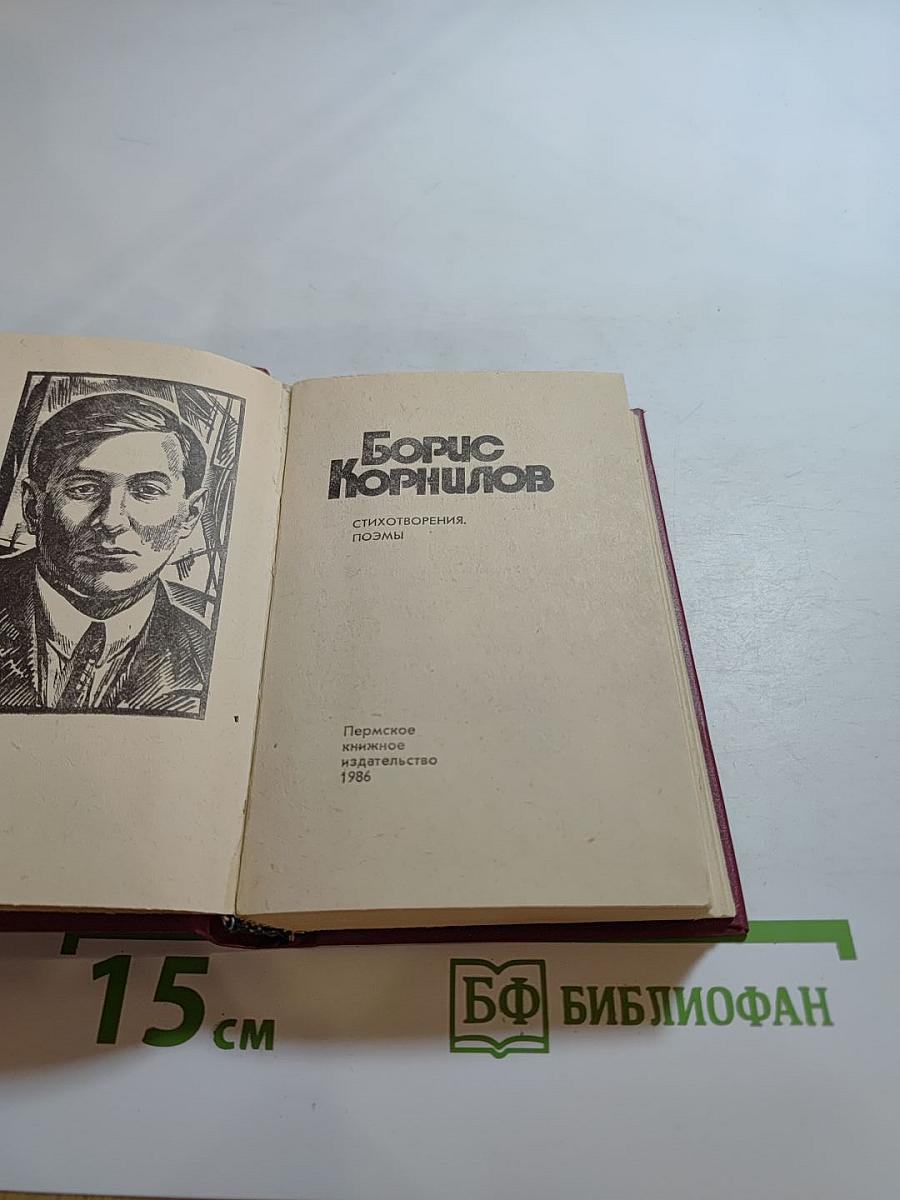 Борис
Корнилов
СТИХОТВОРЕНИЯ.
ПОЭМЫ
Пермское
книжное
издательство
1986
15 см
БФ БИБЛИОФАН